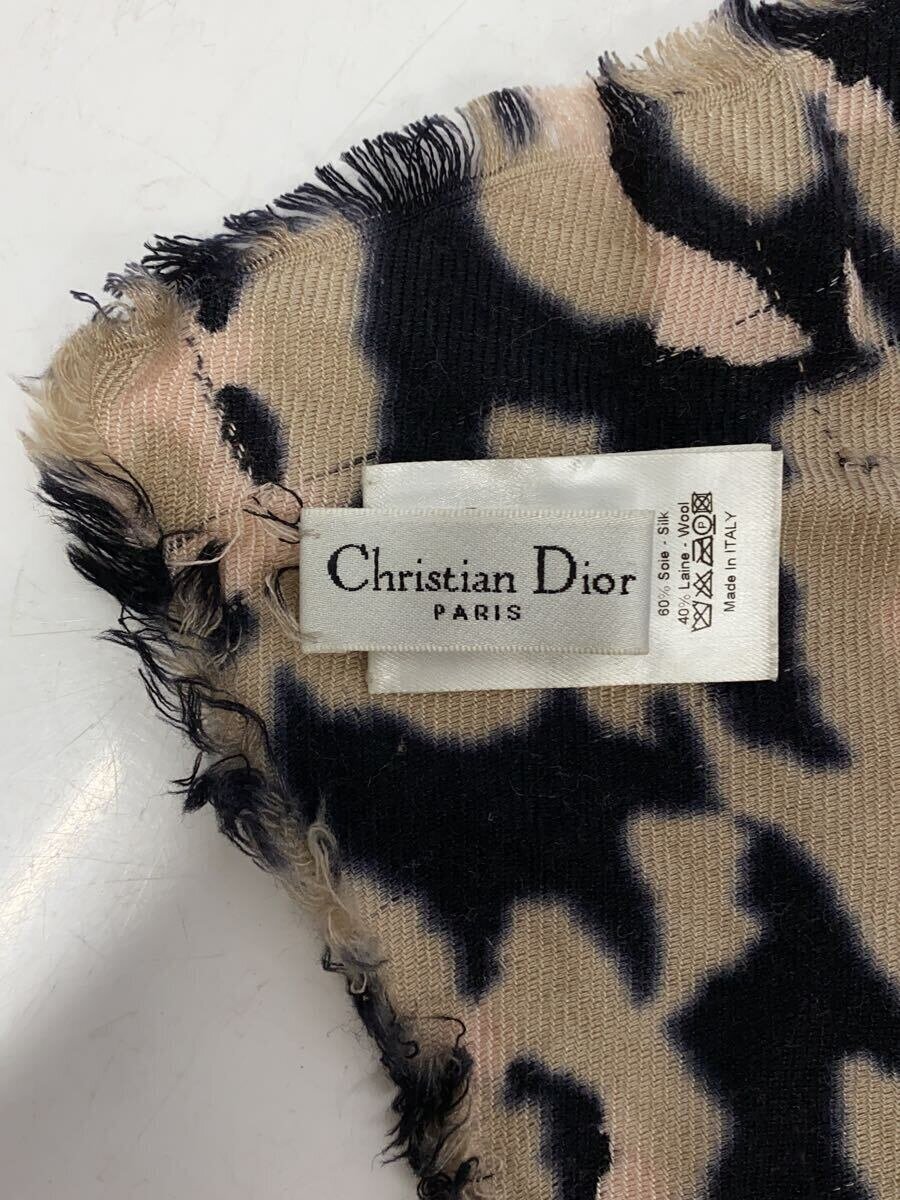 Christian Dior
PARIS
60% Soie - Silk
40% Laine - Wool
P
Made in ITALY